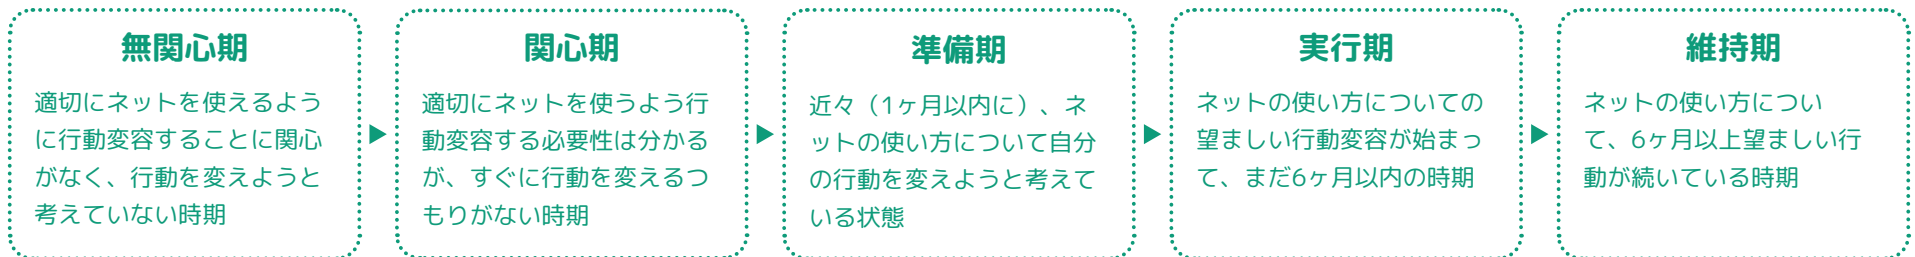 無関心期
適切にネットを使えるよう
に行動変容することに関心
がなく、行動を変えようと
考えていない時期
関心期
適切にネットを使うよう行
動変容する必要性は分かる
が、すぐに行動を変えるつ
もりがない時期
準備期
近々（1ヶ月以内に）、ネ
ットの使い方について自分
の行動を変えようと考えて
いる状態
実行期
ネットの使い方についての
望ましい行動変容が始まっ
て、まだ6ヶ月以内の時期
維持期
ネットの使い方につい
て、6ヶ月以上望ましい行
動が続いている時期